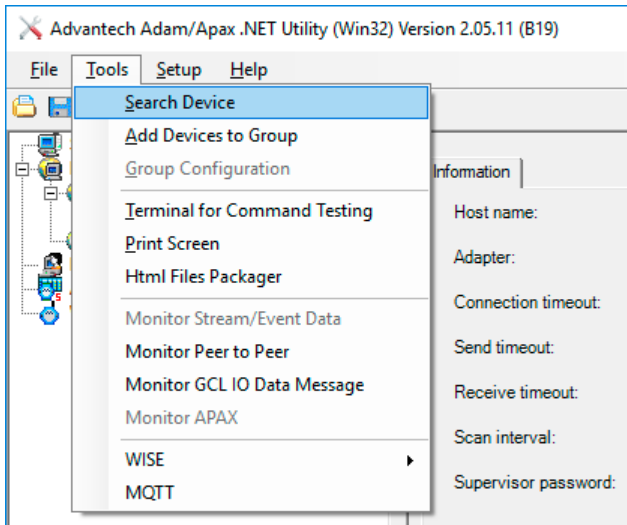 Advantech Adam/Apax .NET Utility (Win32) Version 2.05.11 (B19)
File Tools Setup Help
Search Device
Add Devices to Group
Group Configuration
Terminal for Command Testing
Print Screen
Html Files Packager
Monitor Stream/Event Data
Monitor Peer to Peer
Monitor GCL IO Data Message
Monitor APAX
WISE
MQTT
Information
Host name:
Adapter:
Connection timeout:
Send timeout:
Receive timeout:
Scan interval:
Supervisor password: